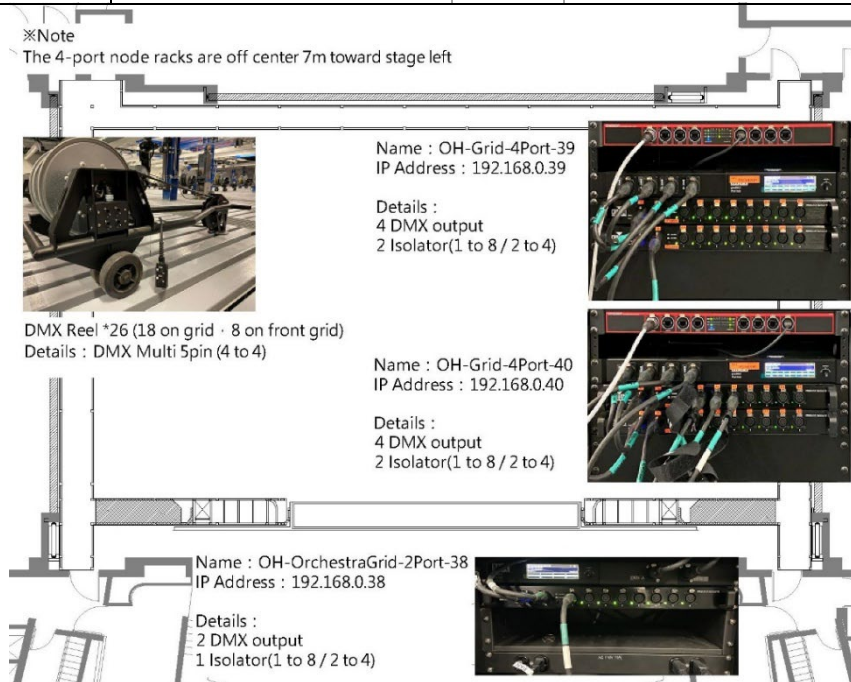 ※Note
The 4-port node racks are off center 7m toward stage left
Name：OH-Grid-4Port-39
IP Address：192.168.0.39
Details：
4 DMX output
2 Isolator(1 to 8 / 2 to 4)
DMX Reel *26 (18 on grid，8 on front grid)
Details：DMX Multi 5pin (4 to 4)
Name：OH-Grid-4Port-40
IP Address：192.168.0.40
Details：
4 DMX output
2 Isolator(1 to 8 / 2 to 4)
Name：OH-OrchestraGrid-2Port-38
IP Address：192.168.0.38
Details：
2 DMX output
1 Isolator(1 to 8 / 2 to 4)